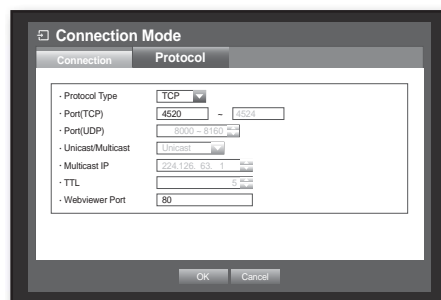 Connection Mode
Connection Protocol
· Protocol Type TCP
· Port(TCP) 4520 ~ 4524
· Port(UDP) 8000 ~ 8160
· Unicast/Multicast Unicast
· Multicast IP 224,126. 63. 1
· TTL 5
· Webviewer Port 80
OK Cancel